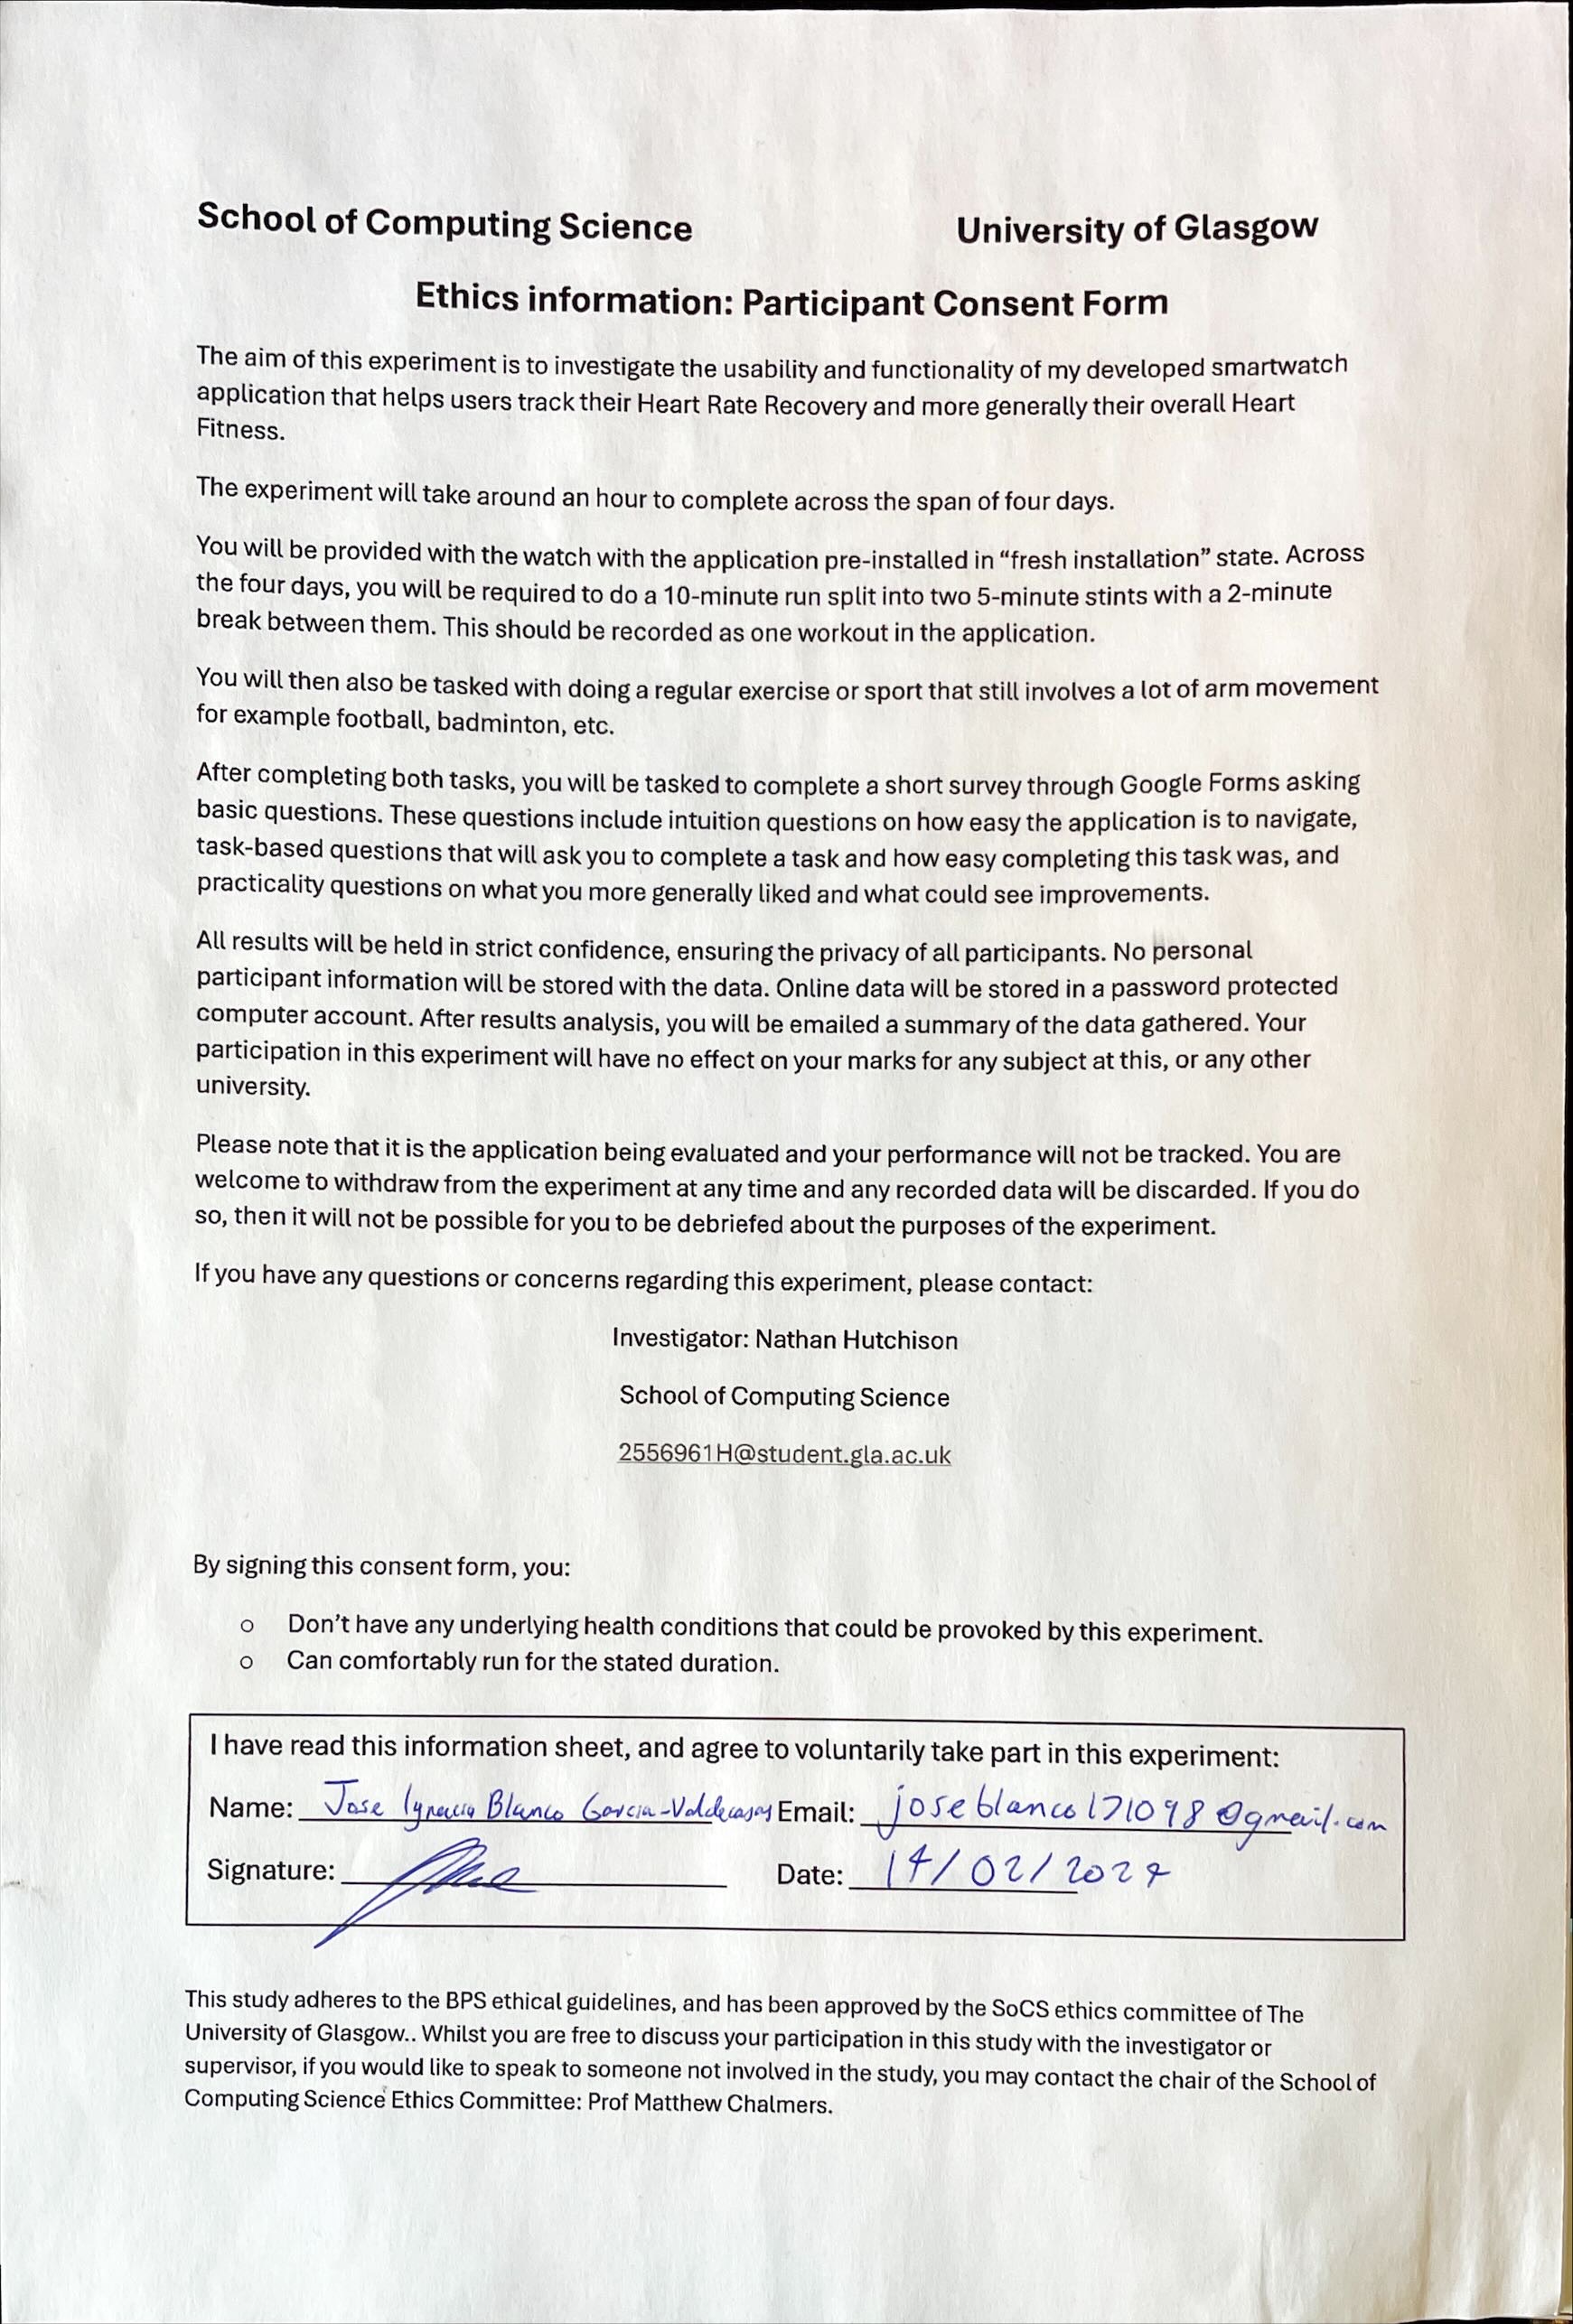 School of Computing Science University of Glasgow
Ethics information: Participant Consent Form
The aim of this experiment is to investigate the usability and functionality of my developed smartwatch
application that helps users track their Heart Rate Recovery and more generally their overall Heart
Fitness.
The experiment will take around an hour to complete across the span of four days.
You will be provided with the watch with the application pre-installed in “fresh installation” state. Across
the four days, you will be required to do a 10-minute run split into two 5-minute stints with a 2-minute
break between them. This should be recorded as one workout in the application.
You will then also be tasked with doing a regular exercise or sport that still involves a lot of arm movement
for example football, badminton, etc.
After completing both tasks, you will be tasked to complete a short survey through Google Forms asking
basic questions. These questions include intuition questions on how easy the application is to navigate,
task-based questions that will ask you to complete a task and how easy completing this task was, and
practicality questions on what you more generally liked and what could see improvements.
All results will be held in strict confidence, ensuring the privacy of all participants. No personal
participant information will be stored with the data. Online data will be stored in a password protected
computer account. After results analysis, you will be emailed a summary of the data gathered. Your
participation in this experiment will have no effect on your marks for any subject at this, or any other
university.
Please note that it is the application being evaluated and your performance will not be tracked. You are
welcome to withdraw from the experiment at any time and any recorded data will be discarded. If you do
so, then it will not be possible for you to be debriefed about the purposes of the experiment.
If you have any questions or concerns regarding this experiment, please contact:
Investigator: Nathan Hutchison
School of Computing Science
2556961H@student.gla.ac.uk
By signing this consent form, you:
o Don’t have any underlying health conditions that could be provoked by this experiment.
o Can comfortably run for the stated duration.
I have read this information sheet, and agree to voluntarily take part in this experiment:
Name: Jose Ignacio Blanco Garcia-Valdecasas Email: joseblanco171098@gmail.com
Signature: Date: 14/02/2024
This study adheres to the BPS ethical guidelines, and has been approved by the SoCS ethics committee of The
University of Glasgow.. Whilst you are free to discuss your participation in this study with the investigator or
supervisor, if you would like to speak to someone not involved in the study, you may contact the chair of the School of
Computing Science Ethics Committee: Prof Matthew Chalmers.